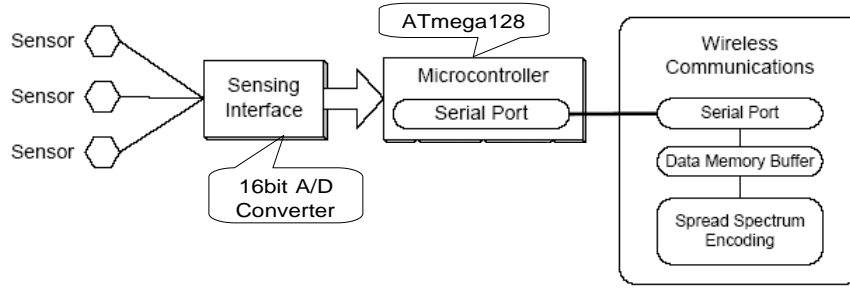 ATmega128
Sensor
Sensor
Sensor
Sensing
Interface
16bit A/D
Converter
Microcontroller
Serial Port
Wireless
Communications
Serial Port
Data Memory Buffer
Spread Spectrum
Encoding